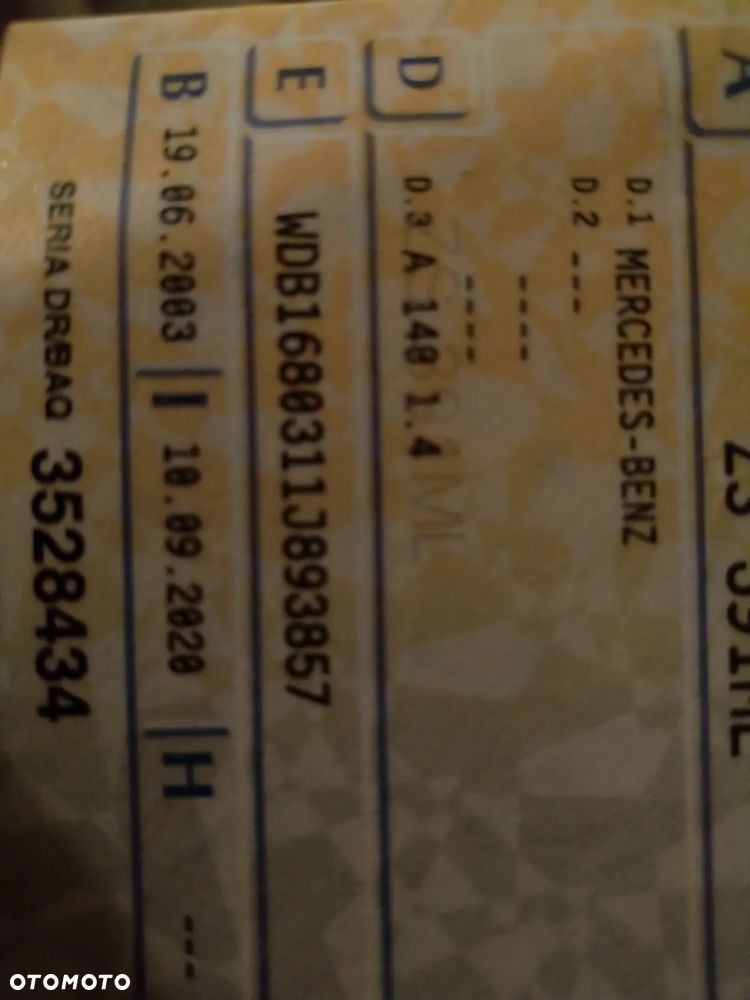 A
D.1 MERCEDES-BENZ
D.2 ---
----
----
D D.3 A 140 1.4
E WDB1680311J893857
B 19.06.2003 I 10.09.2020 H ---
SERIA DR/BAQ 3528434
OTOMOTO